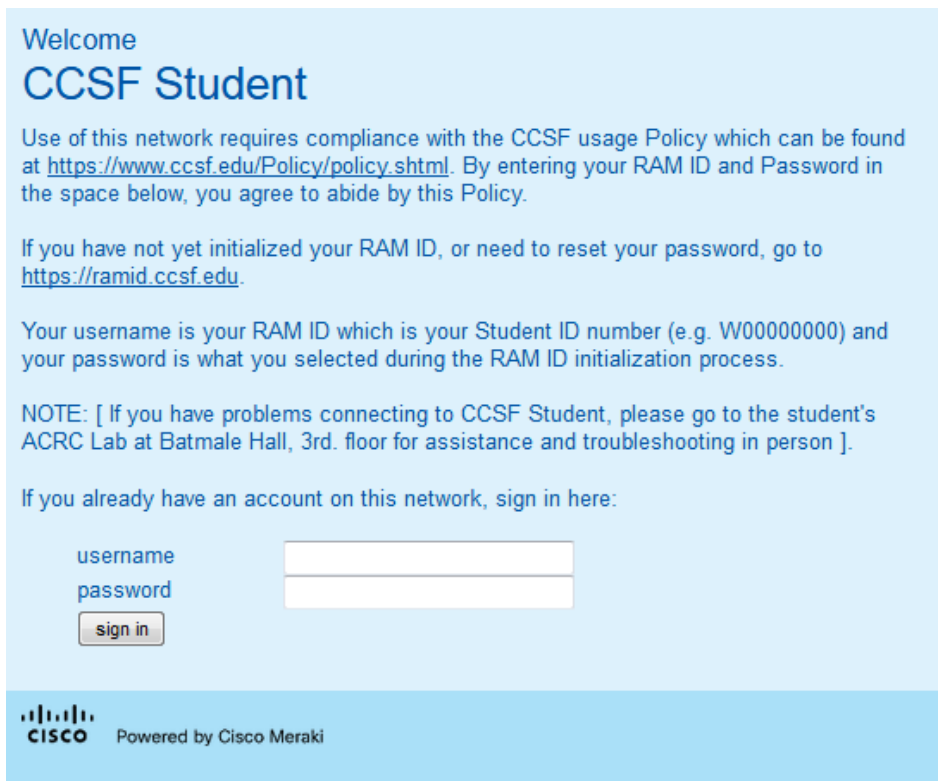 Welcome
CCSF Student
Use of this network requires compliance with the CCSF usage Policy which can be found
at https://www.ccsf.edu/Policy/policy.shtml. By entering your RAM ID and Password in
the space below, you agree to abide by this Policy.
If you have not yet initialized your RAM ID, or need to reset your password, go to
https://ramid.ccsf.edu.
Your username is your RAM ID which is your Student ID number (e.g. W00000000) and
your password is what you selected during the RAM ID initialization process.
NOTE: [ If you have problems connecting to CCSF Student, please go to the student's
ACRC Lab at Batmale Hall, 3rd. floor for assistance and troubleshooting in person ].
If you already have an account on this network, sign in here:
username
password
sign in
CISCO Powered by Cisco Meraki